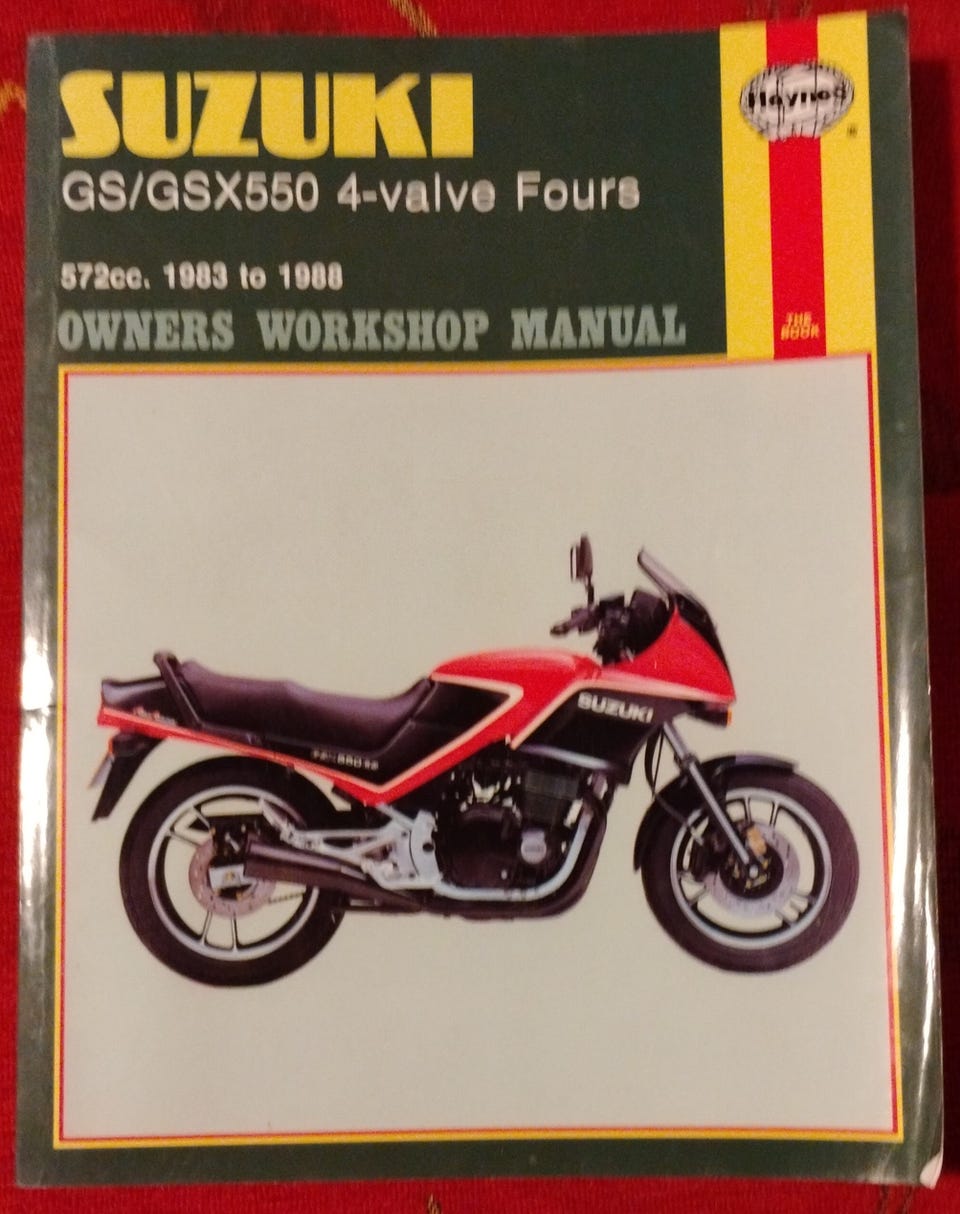 SUZUKI
Haynes
®
GS/GSX550 4-valve Fours
572cc. 1983 to 1988
OWNERS WORKSHOP MANUAL
THE
BOOK
SUZUKI